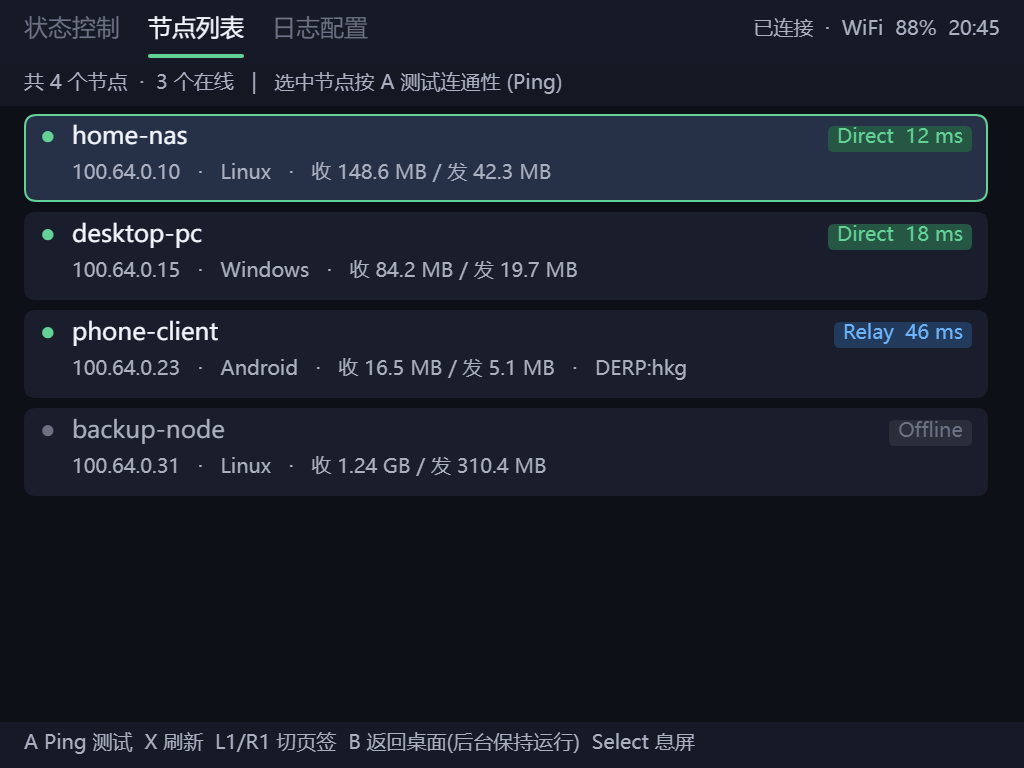 状态控制 节点列表 日志配置 已连接 · WiFi 88% 20:45
共 4 个节点 · 3 个在线 | 选中节点按 A 测试连通性 (Ping)
home-nas Direct 12 ms
100.64.0.10 · Linux · 收 148.6 MB / 发 42.3 MB
desktop-pc Direct 18 ms
100.64.0.15 · Windows · 收 84.2 MB / 发 19.7 MB
phone-client Relay 46 ms
100.64.0.23 · Android · 收 16.5 MB / 发 5.1 MB · DERP:hkg
backup-node Offline
100.64.0.31 · Linux · 收 1.24 GB / 发 310.4 MB
A Ping 测试 X 刷新 L1/R1 切页签 B 返回桌面(后台保持运行) Select 息屏